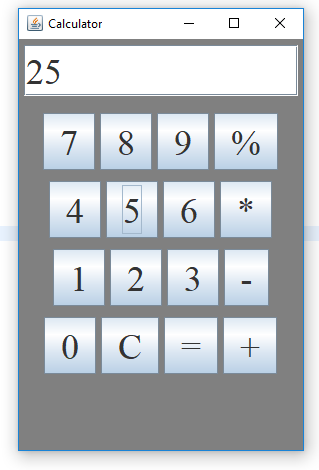 Calculator
25
7 8 9 %
4 5 6 *
1 2 3 -
0 C = +